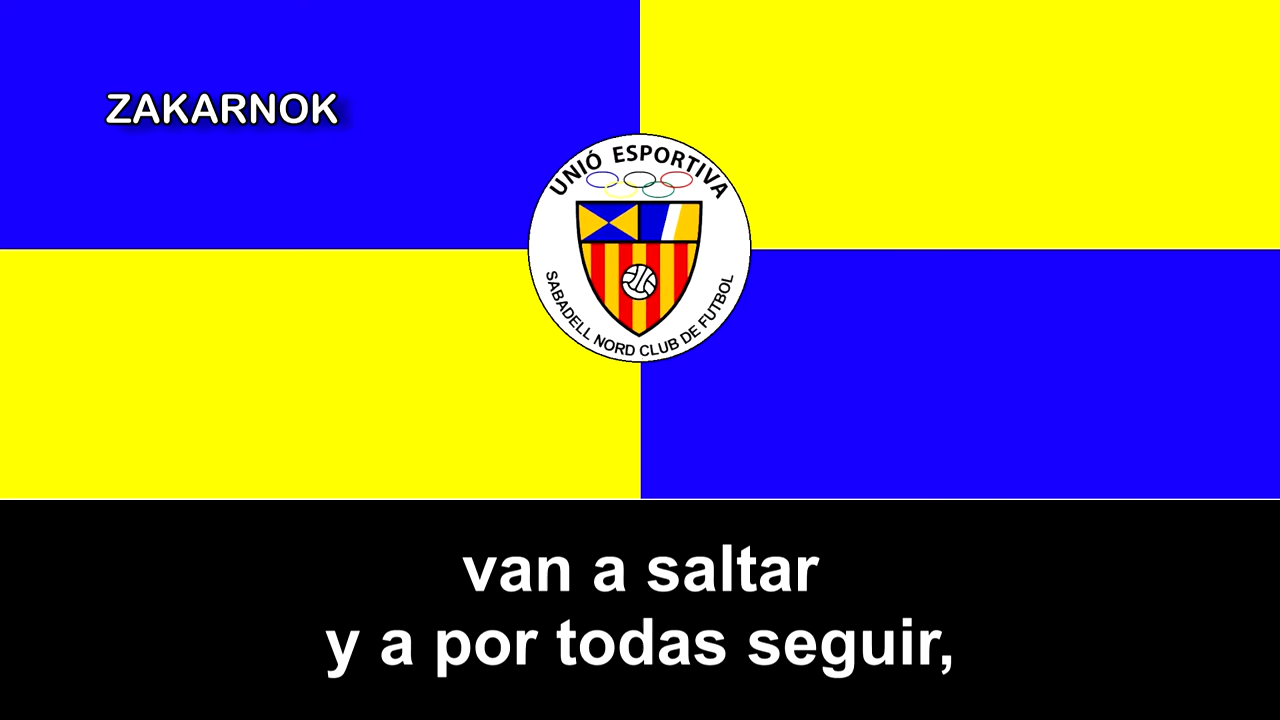 ZAKARNOK
UNIÓ ESPORTIVA
SABADELL NORD CLUB DE FUTBOL
van a saltar
y a por todas seguir,